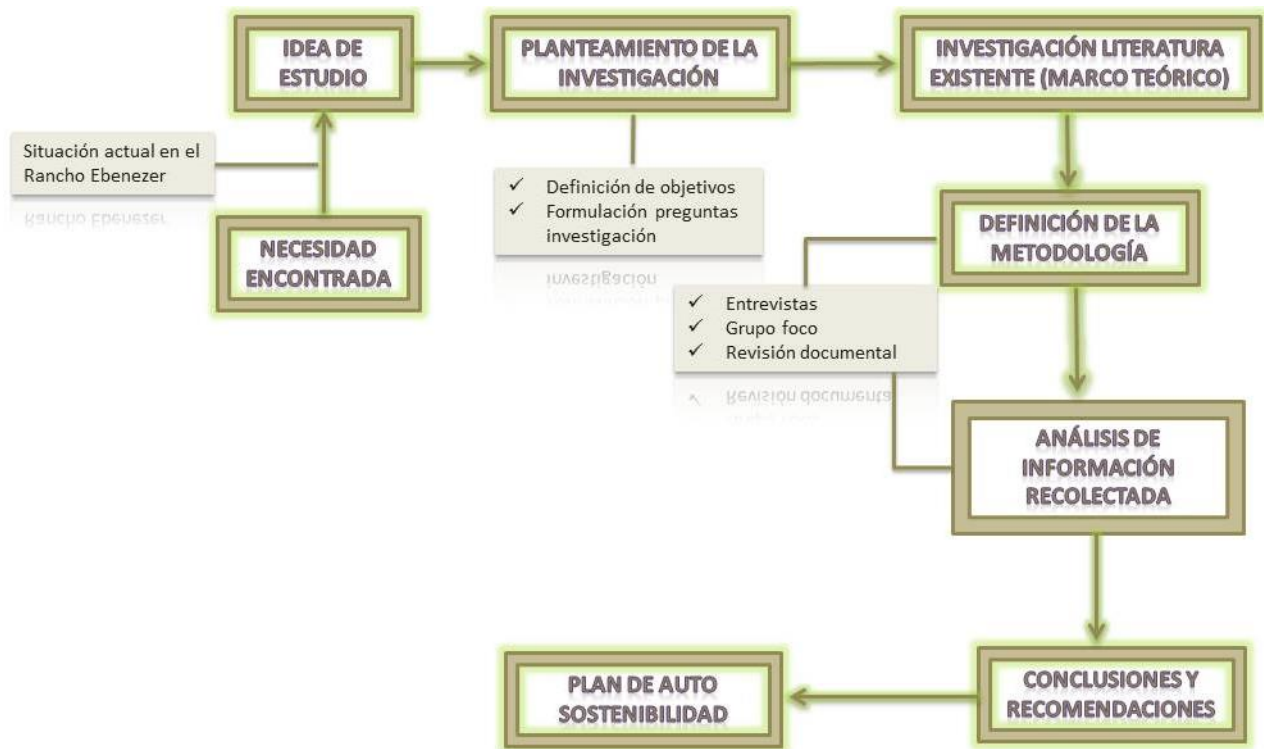 IDEA DE
ESTUDIO
PLANTEAMIENTO DE LA
INVESTIGACIÓN
INVESTIGACIÓN LITERATURA
EXISTENTE (MARCO TEÓRICO)
Situación actual en el
Rancho Ebenezer
NECESIDAD
ENCONTRADA
✓ Definición de objetivos
✓ Formulación preguntas
investigación
DEFINICIÓN DE LA
METODOLOGÍA
✓ Entrevistas
✓ Grupo foco
✓ Revisión documental
ANÁLISIS DE
INFORMACIÓN
RECOLECTADA
CONCLUSIONES Y
RECOMENDACIONES
PLAN DE AUTO
SOSTENIBILIDAD